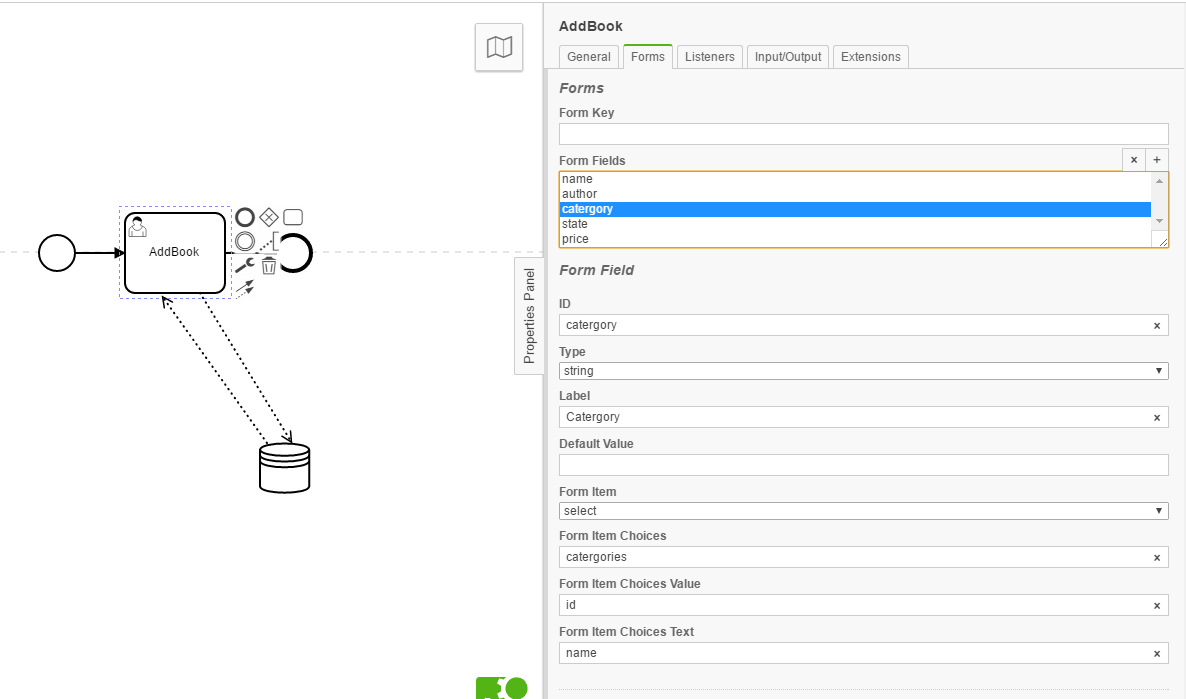 AddBook
General Forms Listeners Input/Output Extensions
Forms
Form Key
Form Fields × +
name
author
catergory
state
price
Form Field
ID
catergory ×
Type
string
Label
Catergory ×
Default Value
Form Item
select
Form Item Choices
catergories ×
Form Item Choices Value
id ×
Form Item Choices Text
name ×
Properties Panel
AddBook